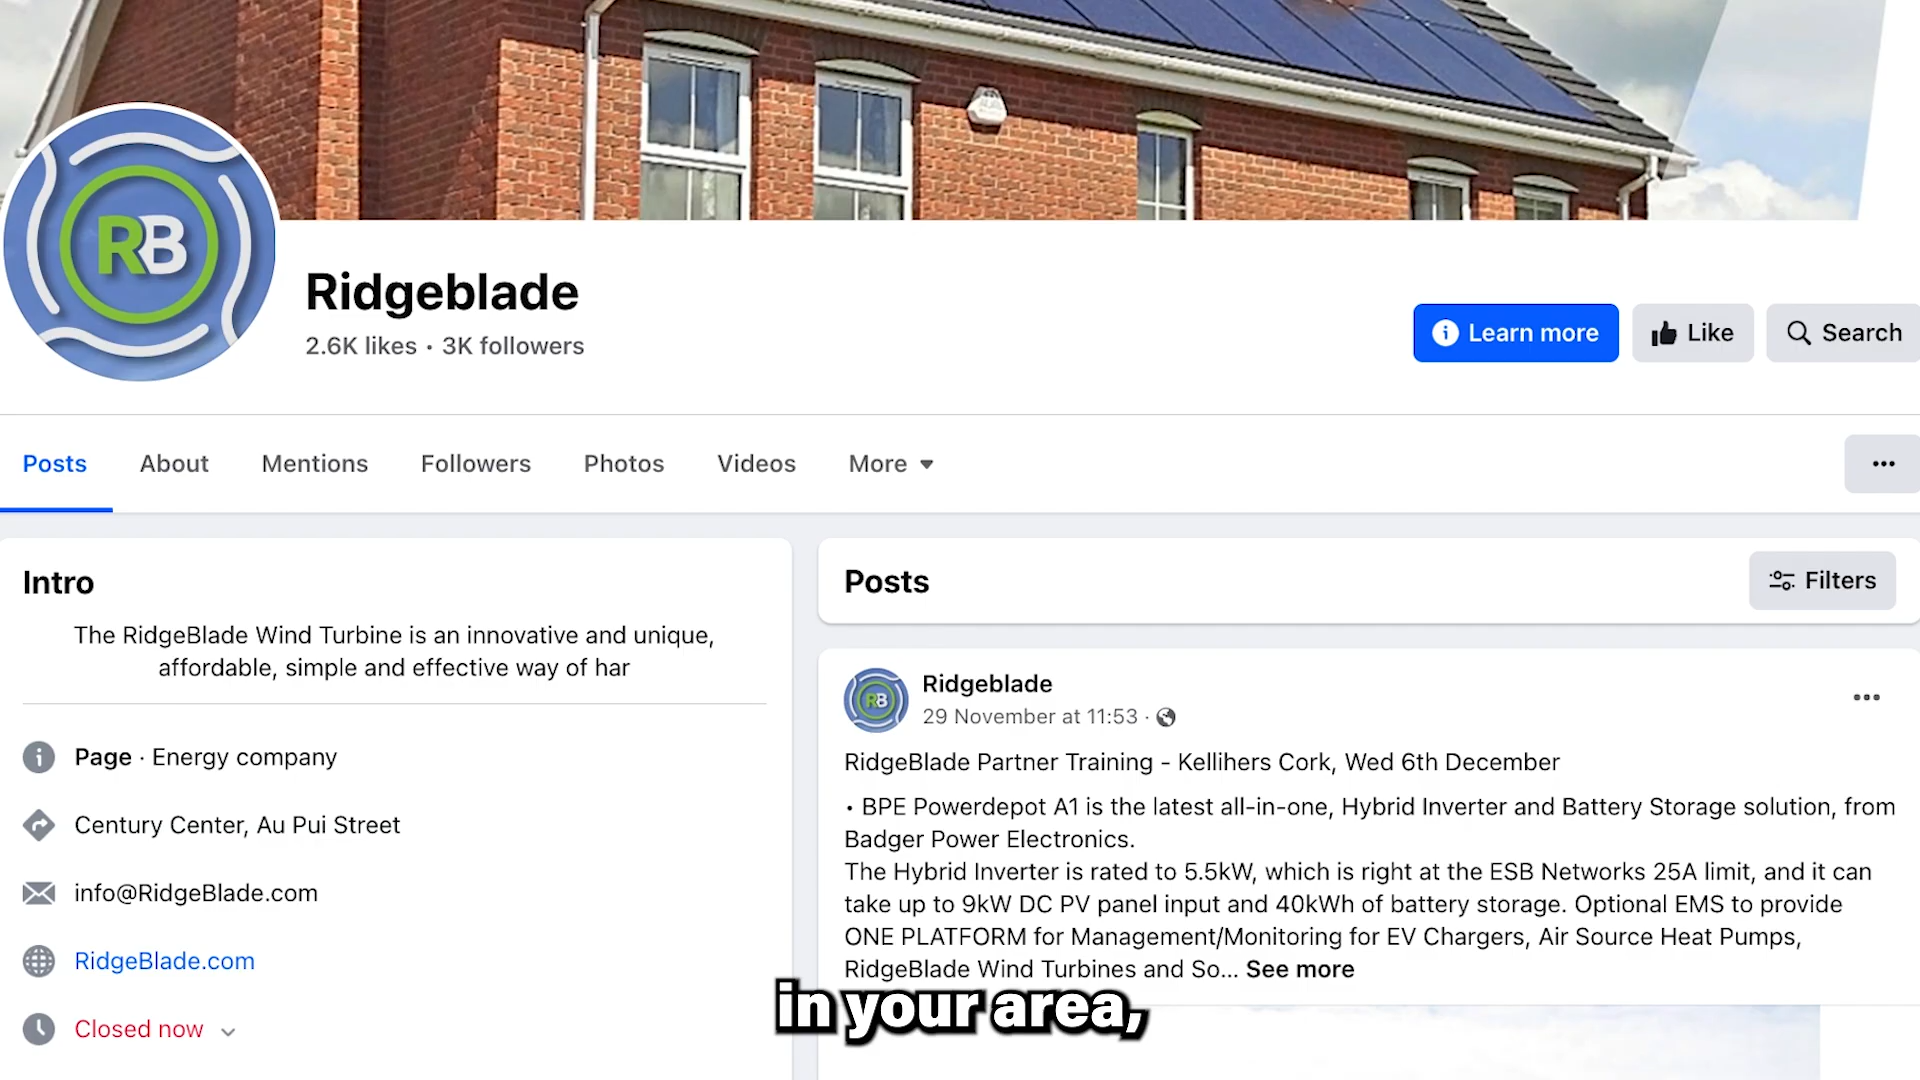 RB
Ridgeblade
2.6K likes • 3K followers
Learn more
Like
Search
Posts
About
Mentions
Followers
Photos
Videos
More
Intro
The RidgeBlade Wind Turbine is an innovative and unique,
affordable, simple and effective way of har
Page · Energy company
Century Center, Au Pui Street
info@RidgeBlade.com
RidgeBlade.com
Closed now
Posts
Filters
RB
Ridgeblade
29 November at 11:53 ·
RidgeBlade Partner Training - Kellihers Cork, Wed 6th December
• BPE Powerdepot A1 is the latest all-in-one, Hybrid Inverter and Battery Storage solution, from
Badger Power Electronics.
The Hybrid Inverter is rated to 5.5kW, which is right at the ESB Networks 25A limit, and it can
take up to 9kW DC PV panel input and 40kWh of battery storage. Optional EMS to provide
ONE PLATFORM for Management/Monitoring for EV Chargers, Air Source Heat Pumps,
RidgeBlade Wind Turbines and So... See more
in your area,